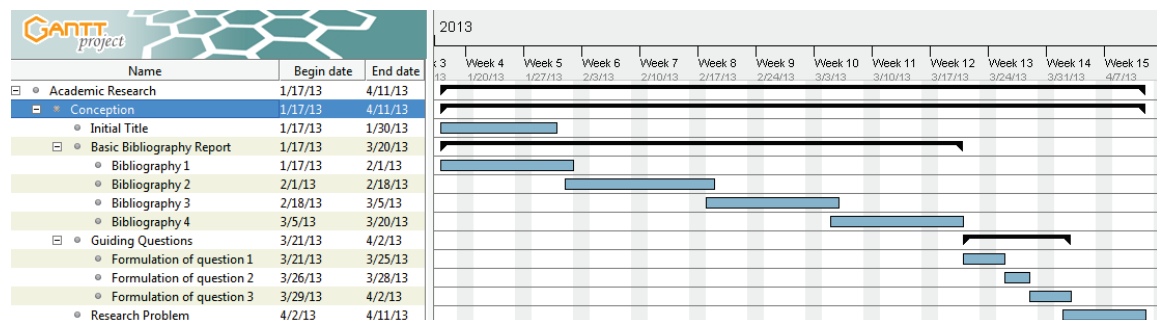 GANTT project
2013
3 Week 4 Week 5 Week 6 Week 7 Week 8 Week 9 Week 10 Week 11 Week 12 Week 13 Week 14 Week 15
13 1/20/13 1/27/13 2/3/13 2/10/13 2/17/13 2/24/13 3/3/13 3/10/13 3/17/13 3/24/13 3/31/13 4/7/13
Name Begin date End date
Academic Research 1/17/13 4/11/13
Conception 1/17/13 4/11/13
Initial Title 1/17/13 1/30/13
Basic Bibliography Report 1/17/13 3/20/13
Bibliography 1 1/17/13 2/1/13
Bibliography 2 2/1/13 2/18/13
Bibliography 3 2/18/13 3/5/13
Bibliography 4 3/5/13 3/20/13
Guiding Questions 3/21/13 4/2/13
Formulation of question 1 3/21/13 3/25/13
Formulation of question 2 3/26/13 3/28/13
Formulation of question 3 3/29/13 4/2/13
Research Problem 4/2/13 4/11/13